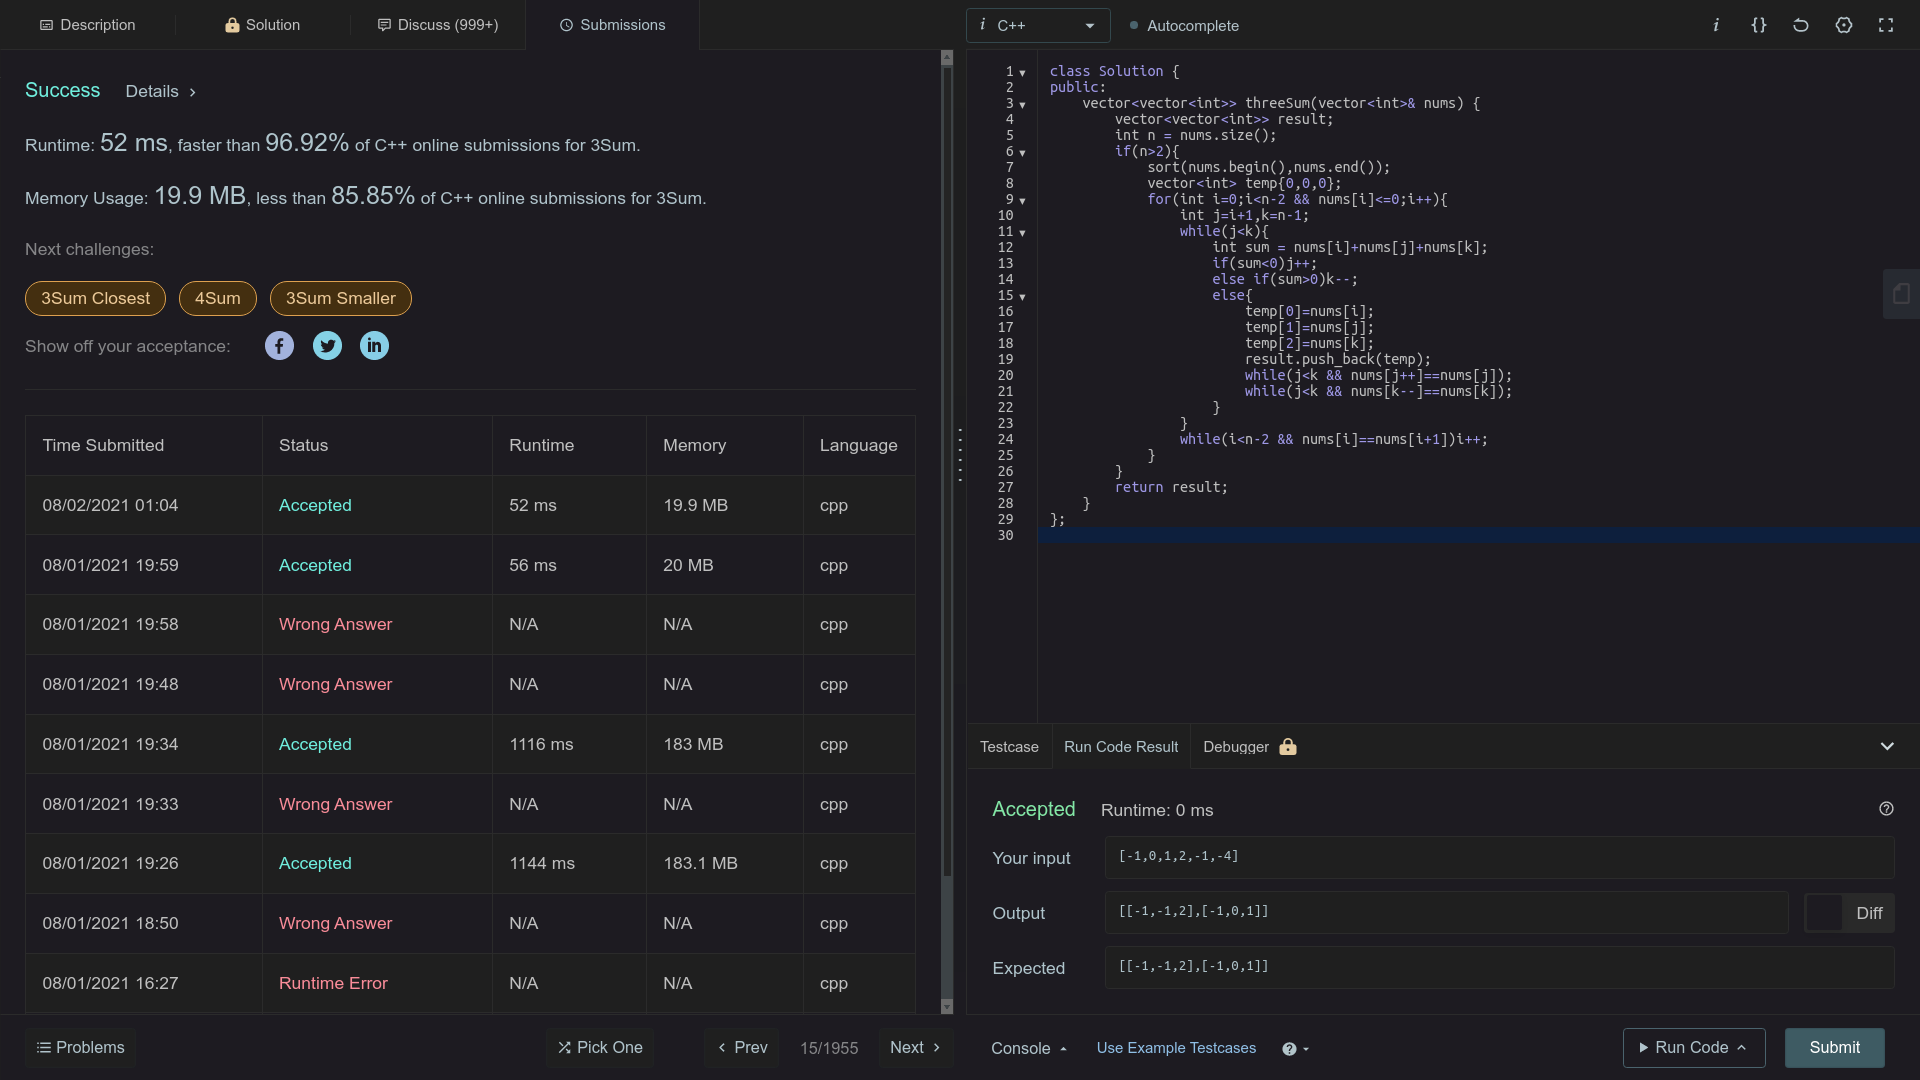 Description
Solution
Discuss (999+)
Submissions
i C++
Autocomplete
i {}
Success Details >
Runtime: 52 ms, faster than 96.92% of C++ online submissions for 3Sum.
Memory Usage: 19.9 MB, less than 85.85% of C++ online submissions for 3Sum.
Next challenges:
3Sum Closest 4Sum 3Sum Smaller
Show off your acceptance:
Time Submitted Status Runtime Memory Language
08/02/2021 01:04 Accepted 52 ms 19.9 MB cpp
08/01/2021 19:59 Accepted 56 ms 20 MB cpp
08/01/2021 19:58 Wrong Answer N/A N/A cpp
08/01/2021 19:48 Wrong Answer N/A N/A cpp
08/01/2021 19:34 Accepted 1116 ms 183 MB cpp
08/01/2021 19:33 Wrong Answer N/A N/A cpp
08/01/2021 19:26 Accepted 1144 ms 183.1 MB cpp
08/01/2021 18:50 Wrong Answer N/A N/A cpp
08/01/2021 16:27 Runtime Error N/A N/A cpp
Problems Pick One < Prev 15/1955 Next >
1 class Solution {
2 public:
3     vector<vector<int>> threeSum(vector<int>& nums) {
4         vector<vector<int>> result;
5         int n = nums.size();
6         if(n>2){
7             sort(nums.begin(),nums.end());
8             vector<int> temp{0,0,0};
9             for(int i=0;i<n-2 && nums[i]<=0;i++){
10                 int j=i+1,k=n-1;
11                 while(j<k){
12                     int sum = nums[i]+nums[j]+nums[k];
13                     if(sum<0)j++;
14                     else if(sum>0)k--;
15                     else{
16                         temp[0]=nums[i];
17                         temp[1]=nums[j];
18                         temp[2]=nums[k];
19                         result.push_back(temp);
20                         while(j<k && nums[j++]==nums[j]);
21                         while(j<k && nums[k--]==nums[k]);
22                     }
23                 }
24                 while(i<n-2 && nums[i]==nums[i+1])i++;
25             }
26         }
27         return result;
28     }
29 };
30
Testcase Run Code Result Debugger
Accepted Runtime: 0 ms
Your input [-1,0,1,2,-1,-4]
Output [[-1,-1,2],[-1,0,1]] Diff
Expected [[-1,-1,2],[-1,0,1]]
Console Use Example Testcases Run Code Submit